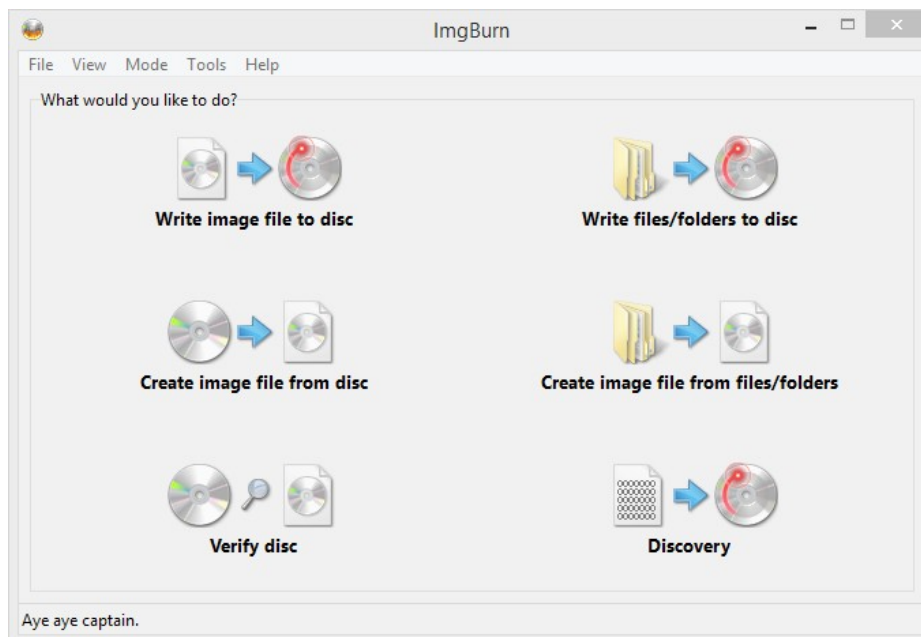 ImgBurn
File View Mode Tools Help
What would you like to do?
Write image file to disc
Write files/folders to disc
Create image file from disc
Create image file from files/folders
Verify disc
Discovery
Aye aye captain.